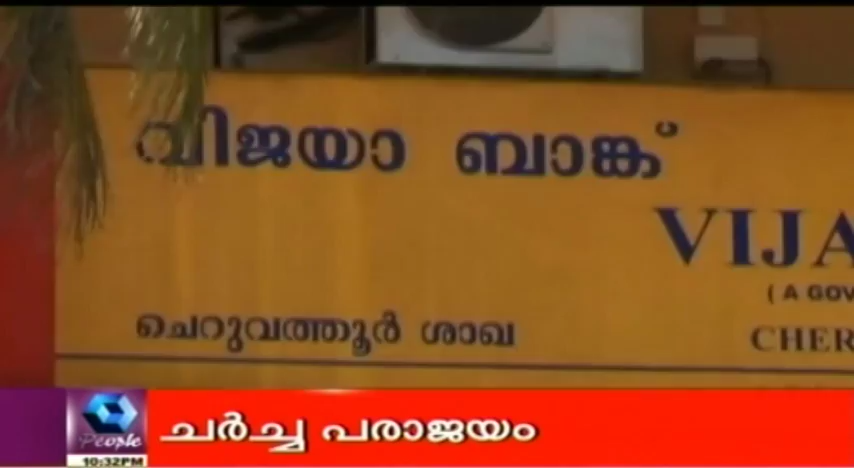 വിജയാ ബാങ്ക്
VIJA
( A GOV
ചെറുവത്തൂർ ശാഖ
CHER
People
ചർച്ച പരാജയം
10:32PM